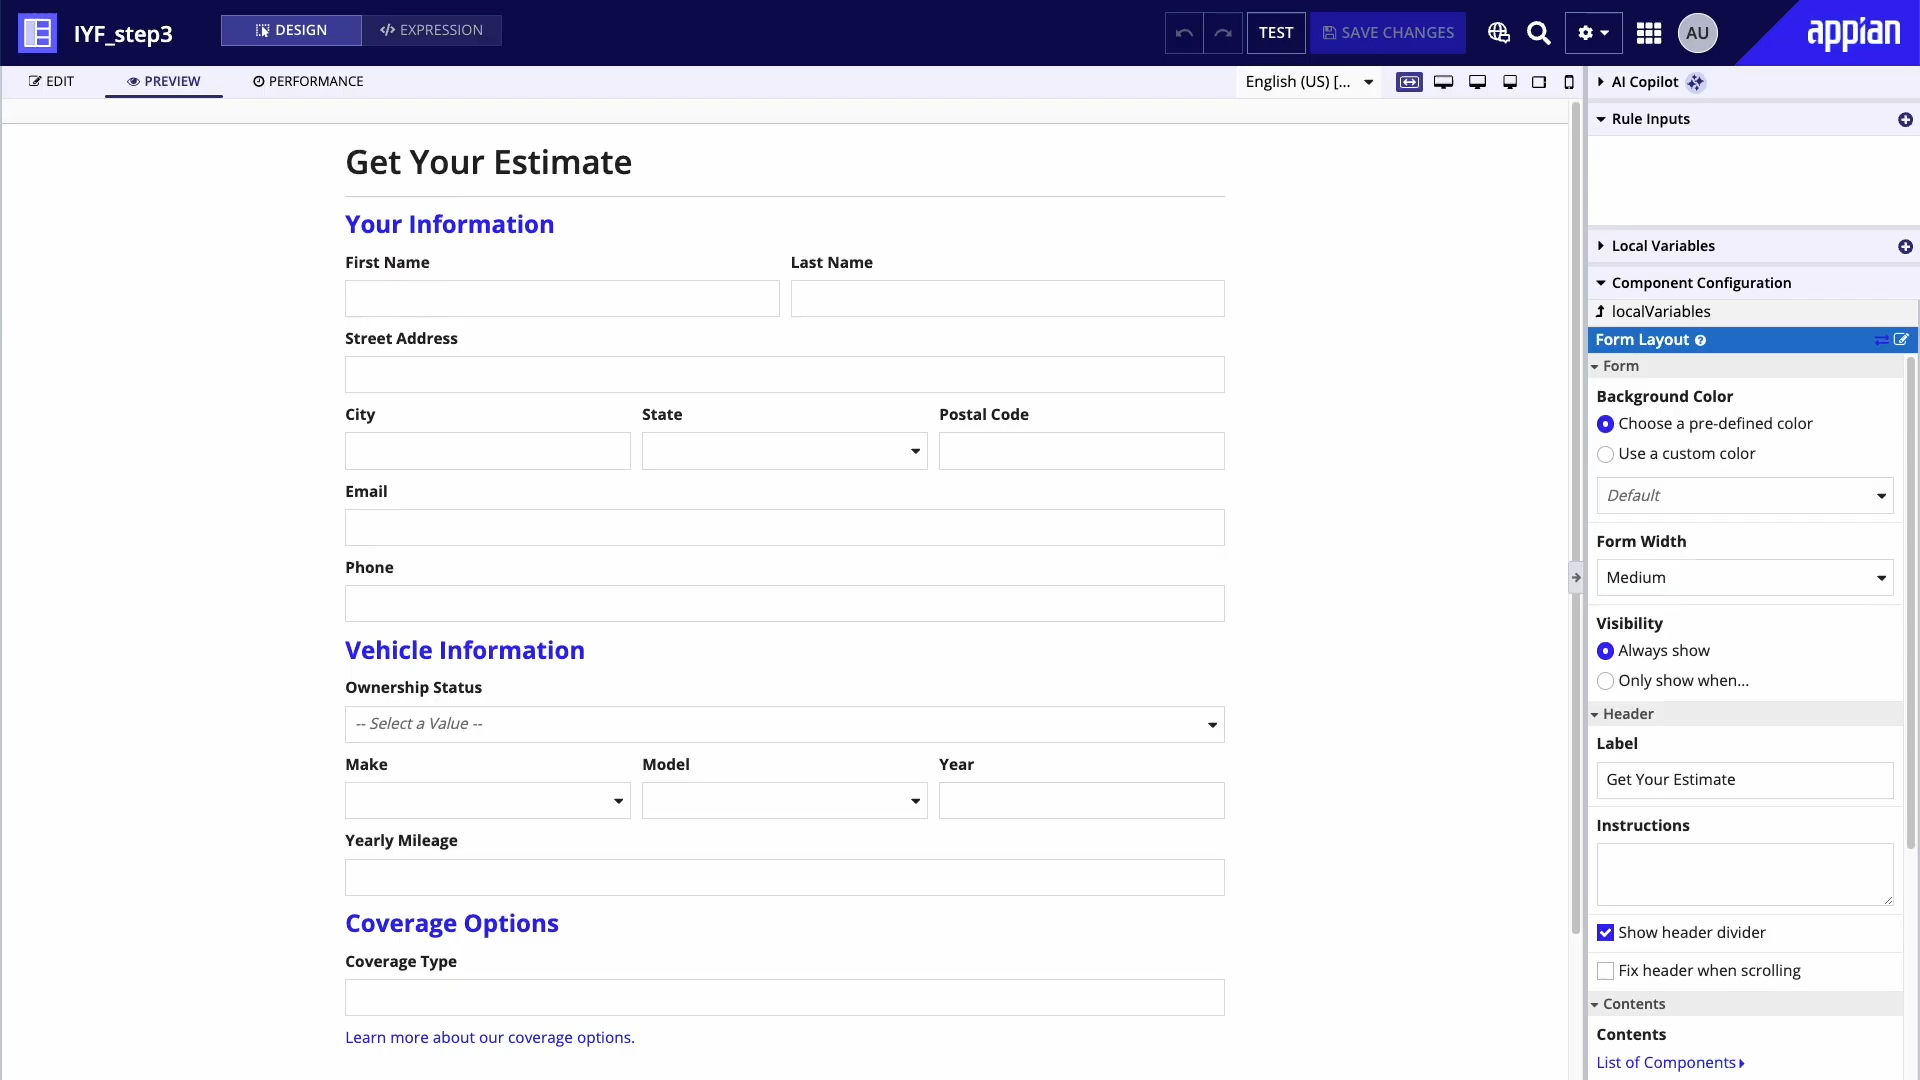 IYF_step3
DESIGN
EXPRESSION
TEST
SAVE CHANGES
AU
appian
EDIT
PREVIEW
PERFORMANCE
English (US) [...
AI Copilot
Rule Inputs
Get Your Estimate
Your Information
First Name
Last Name
Street Address
City
State
Postal Code
Email
Phone
Vehicle Information
Ownership Status
-- Select a Value --
Make
Model
Year
Yearly Mileage
Coverage Options
Coverage Type
Learn more about our coverage options.
Local Variables
Component Configuration
localVariables
Form Layout
Form
Background Color
Choose a pre-defined color
Use a custom color
Default
Form Width
Medium
Visibility
Always show
Only show when...
Header
Label
Get Your Estimate
Instructions
Show header divider
Fix header when scrolling
Contents
Contents
List of Components